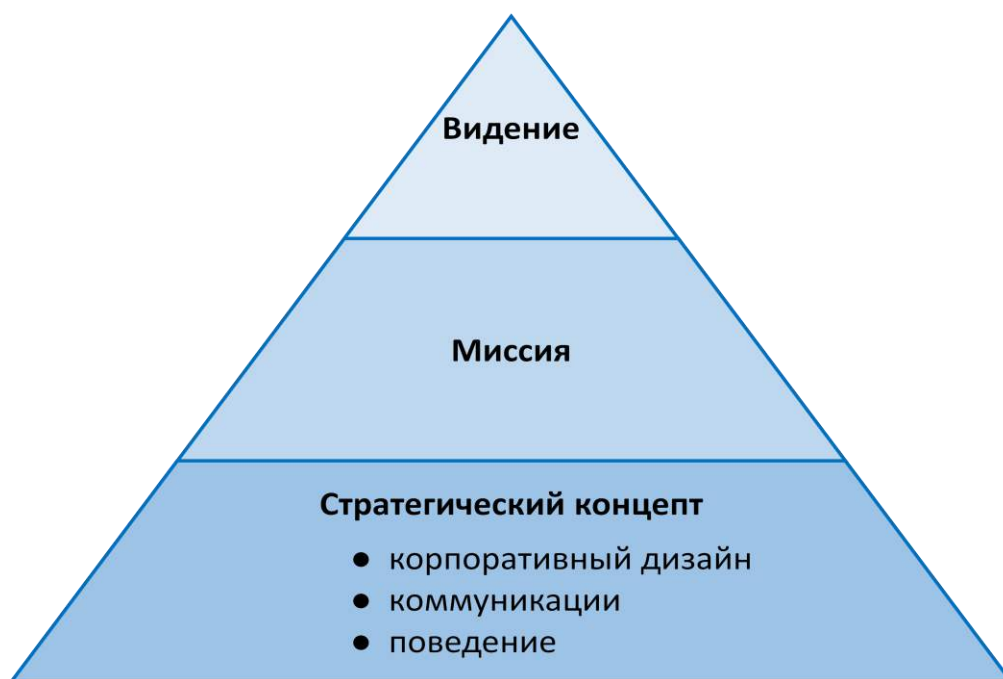 Видение
Миссия
Стратегический концепт
● корпоративный дизайн
● коммуникации
● поведение